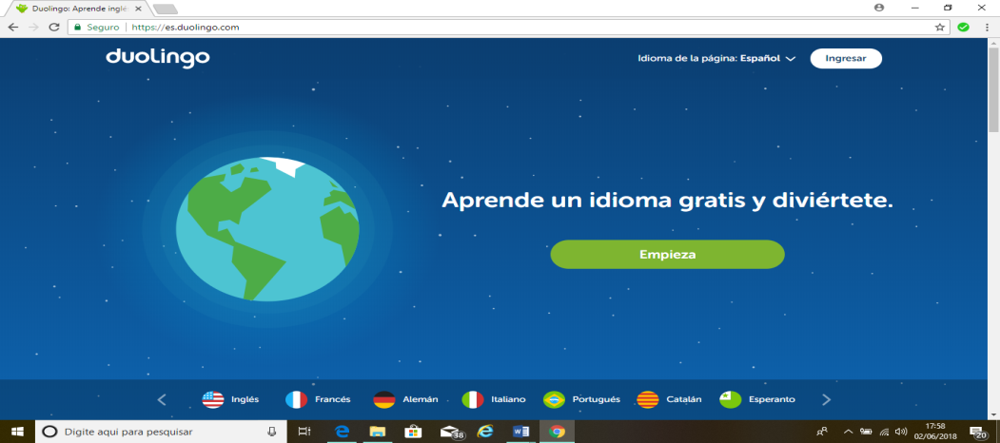 Duolingo: Aprende inglé
Seguro | https://es.duolingo.com
duolingo
Idioma de la página: Español
Ingresar
Aprende un idioma gratis y diviértete.
Empieza
Inglés Francés Alemán Italiano Portugués Catalán Esperanto
Digite aqui para pesquisar
38
17:58
02/06/2018
20